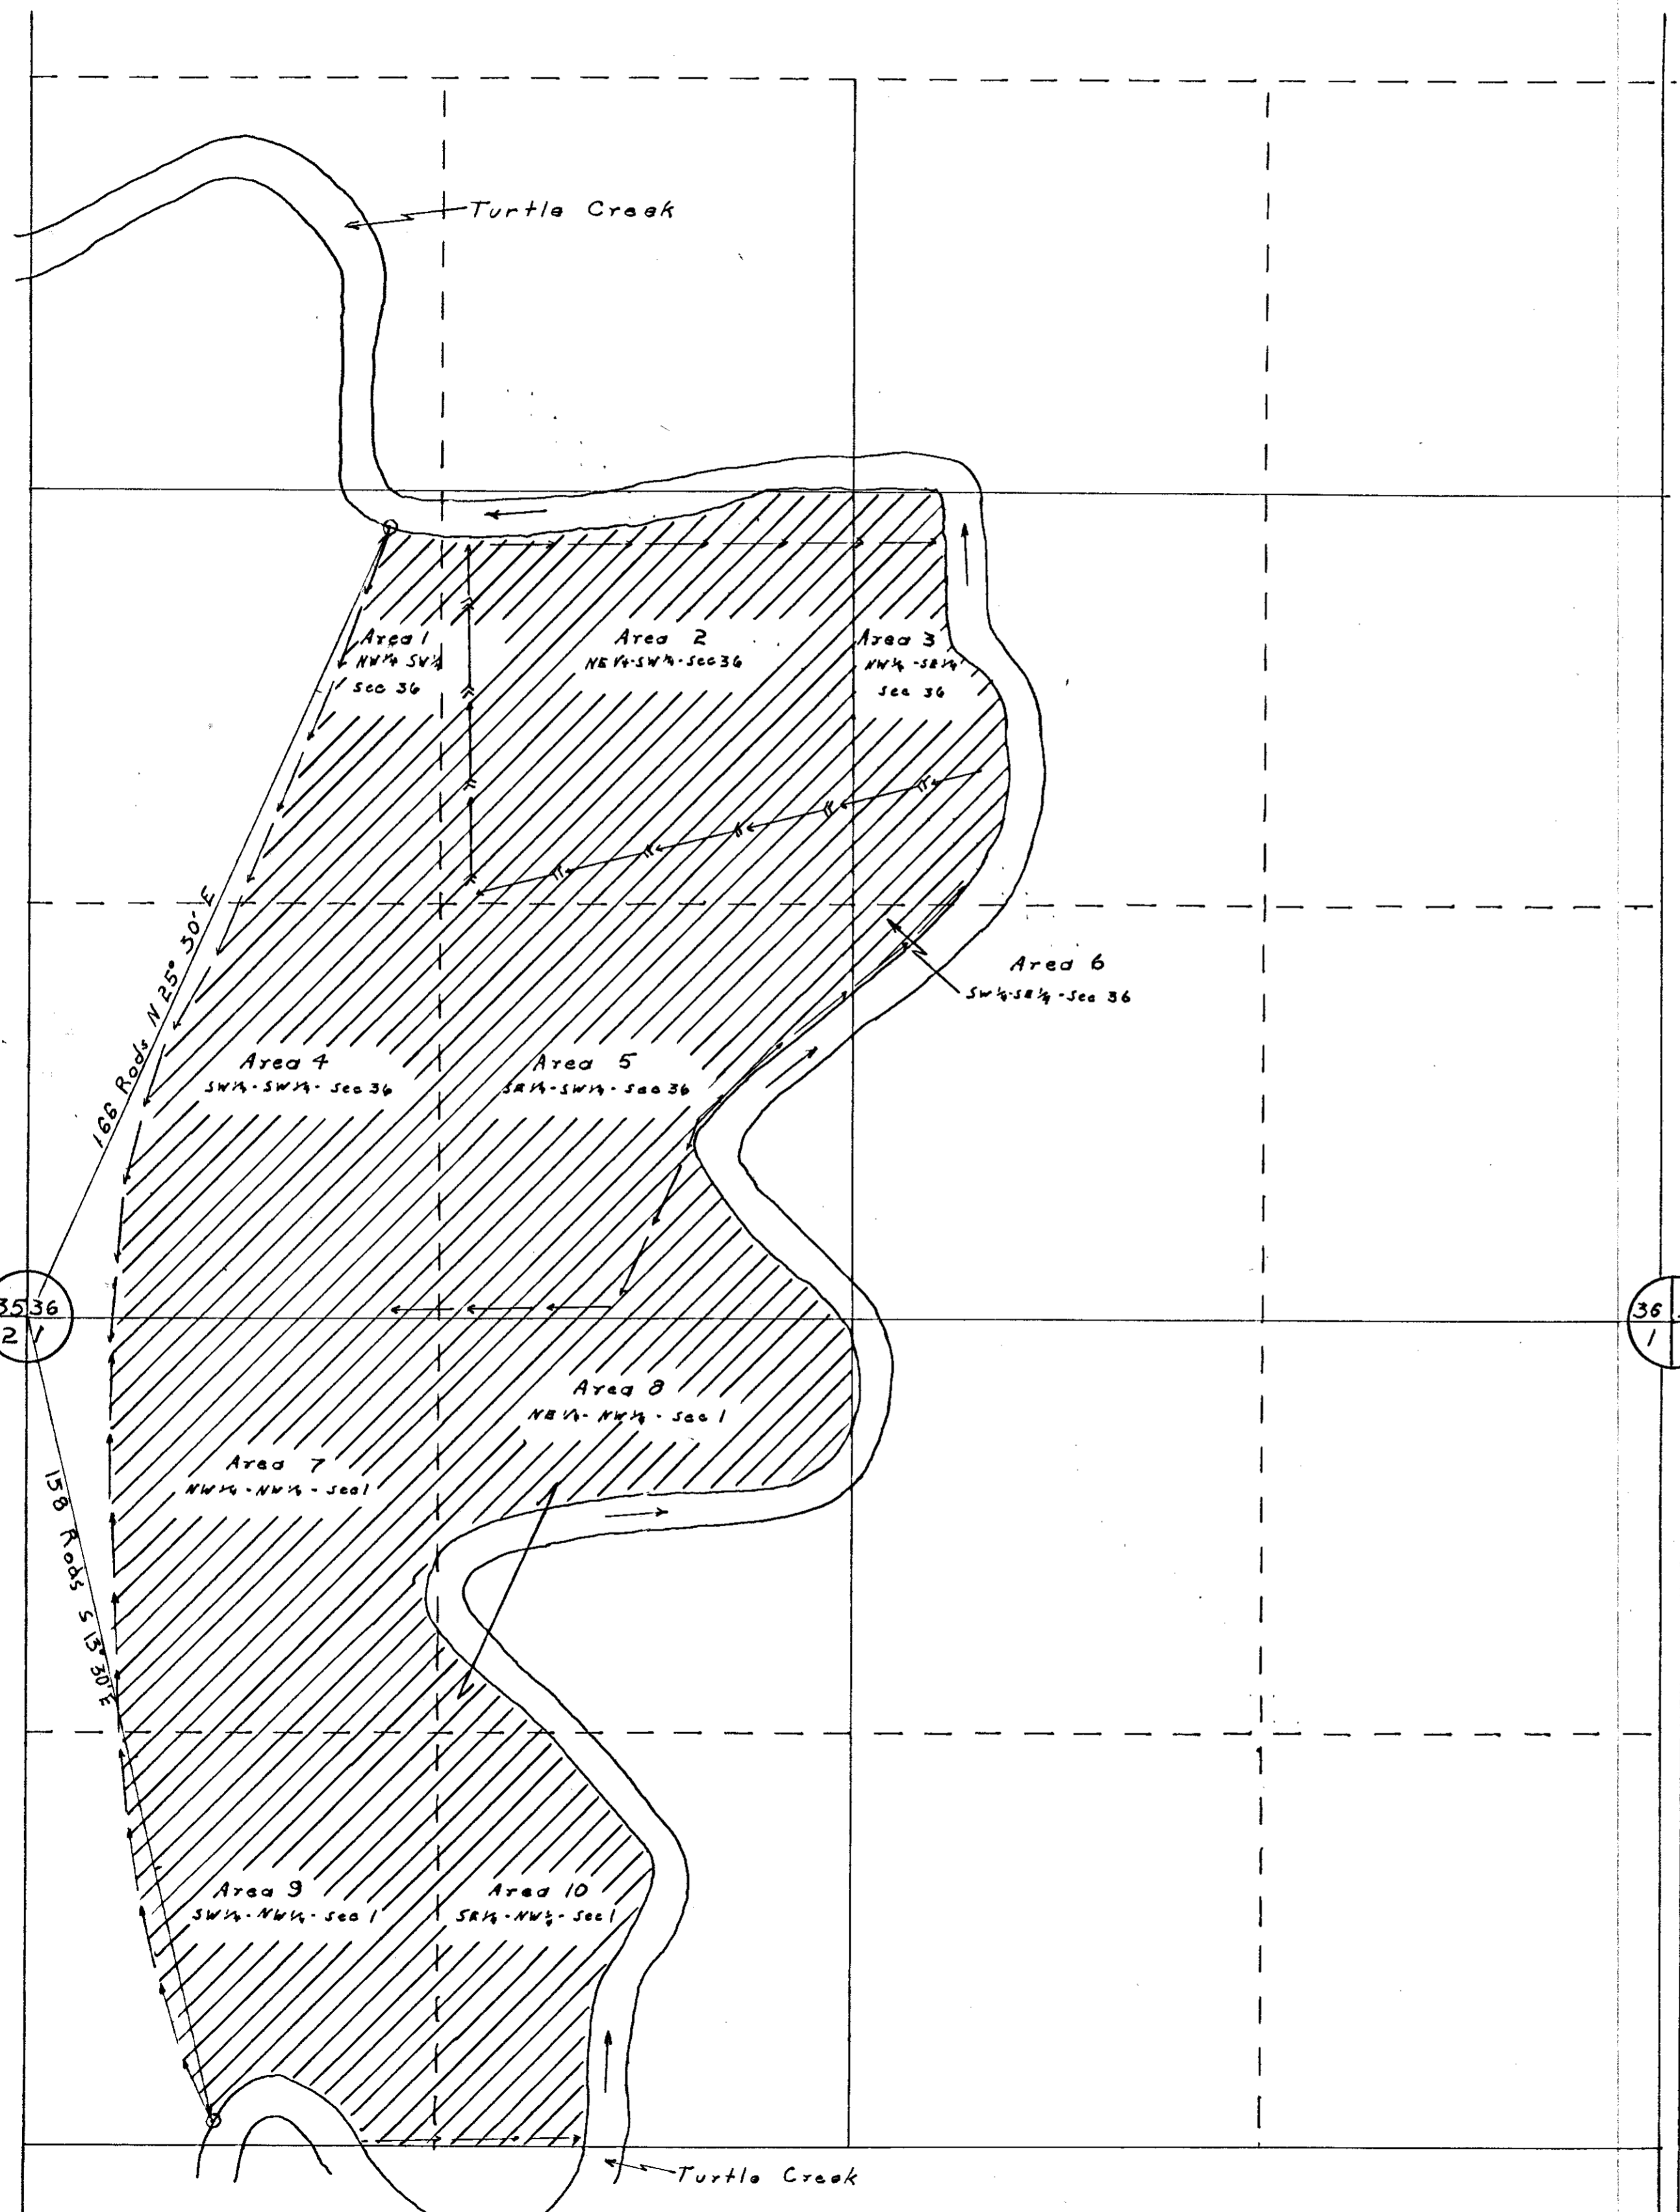 Turtle Creek
Area 1
NW¼ SW¼
Sec 36
Area 2
NE¼-SW¼-Sec 36
Area 3
NW¼-SE¼
Sec 36
166 Rods N 25° 30' E
Area 6
SW¼-SE¼-Sec 36
Area 4
SW¼-SW¼-Sec 36
Area 5
SE¼-SW¼-Sec 36
35 36
2 1
36
1
Area 8
NE¼-NW¼-Sec 1
Area 7
NW¼-NW¼-Sec 1
158 Rods S 13° 30' E
Area 9
SW¼-NW¼-Sec 1
Area 10
SE¼-NW¼-Sec 1
Turtle Creek